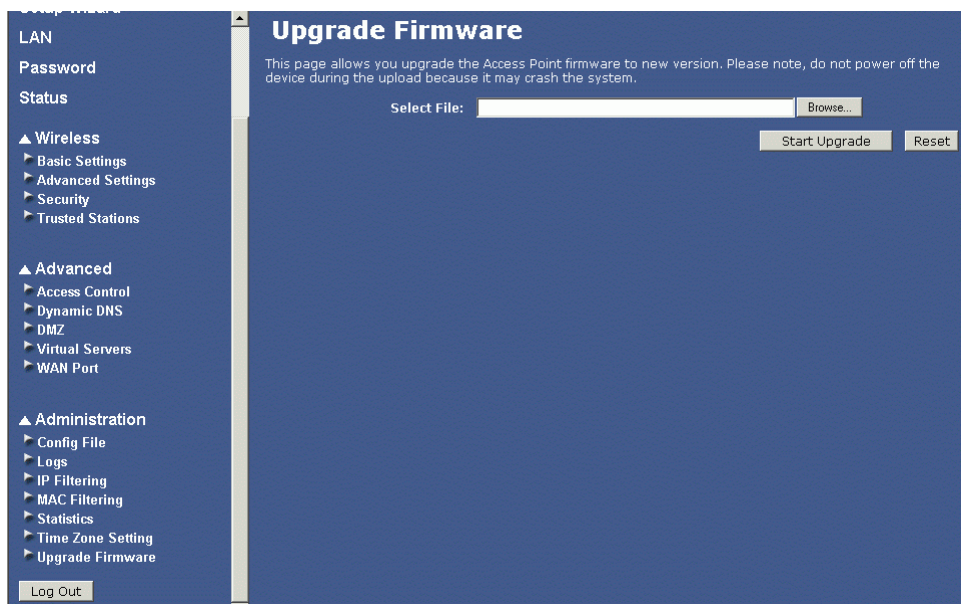 LAN
Password
Status
Wireless
Basic Settings
Advanced Settings
Security
Trusted Stations
Advanced
Access Control
Dynamic DNS
DMZ
Virtual Servers
WAN Port
Administration
Config File
Logs
IP Filtering
MAC Filtering
Statistics
Time Zone Setting
Upgrade Firmware
Log Out
Upgrade Firmware
This page allows you upgrade the Access Point firmware to new version. Please note, do not power off the
device during the upload because it may crash the system.
Select File:
Browse...
Start Upgrade Reset